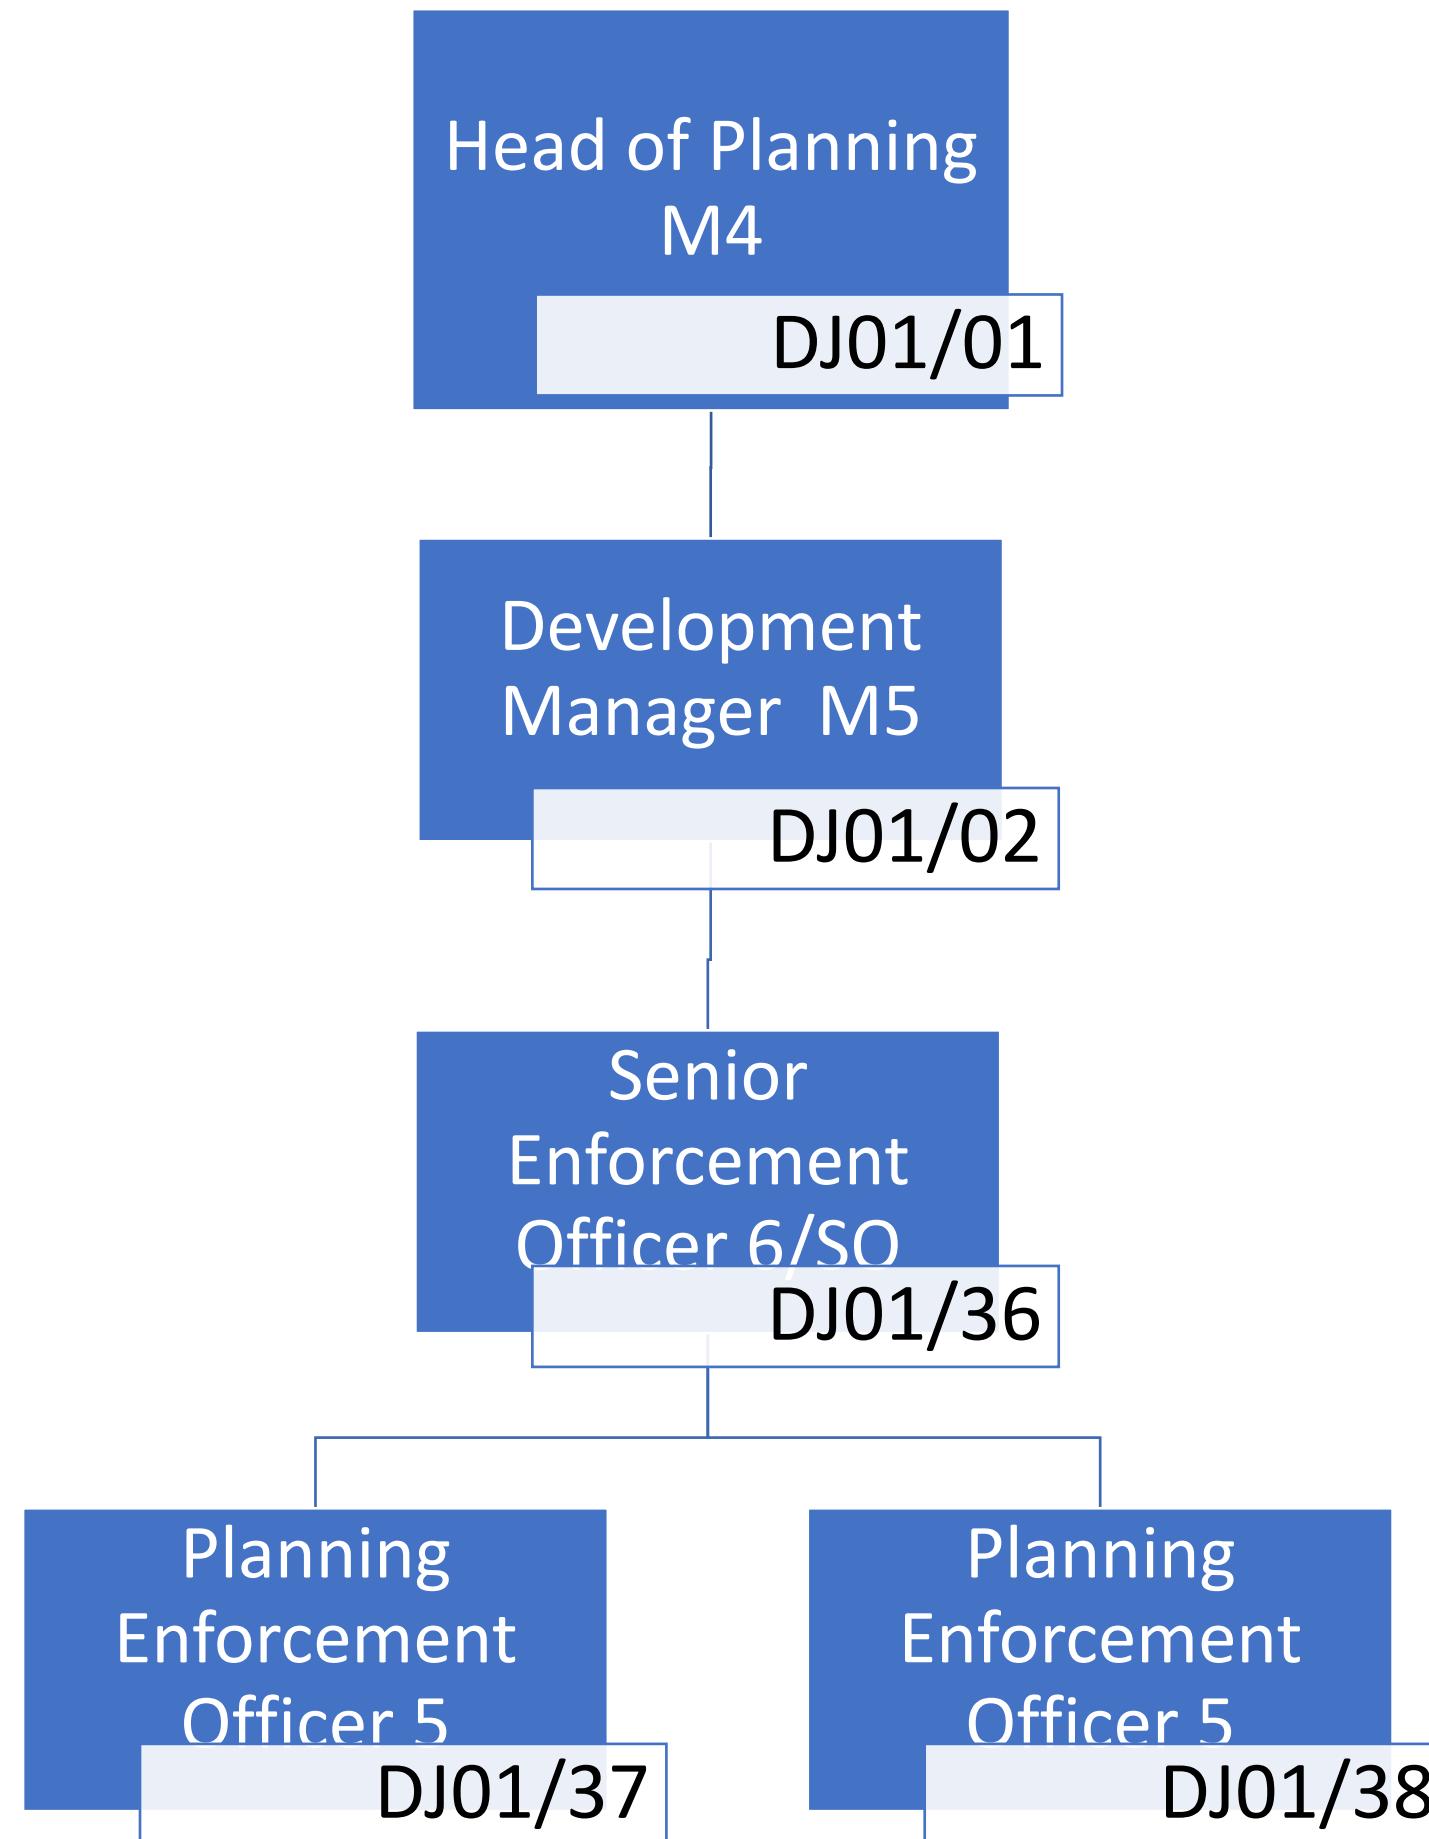 Head of Planning
M4
DJ01/01
Development
Manager  M5
DJ01/02
Senior
Enforcement
Officer 6/SO
DJ01/36
Planning
Enforcement
Officer 5
DJ01/37
Planning
Enforcement
Officer 5
DJ01/38